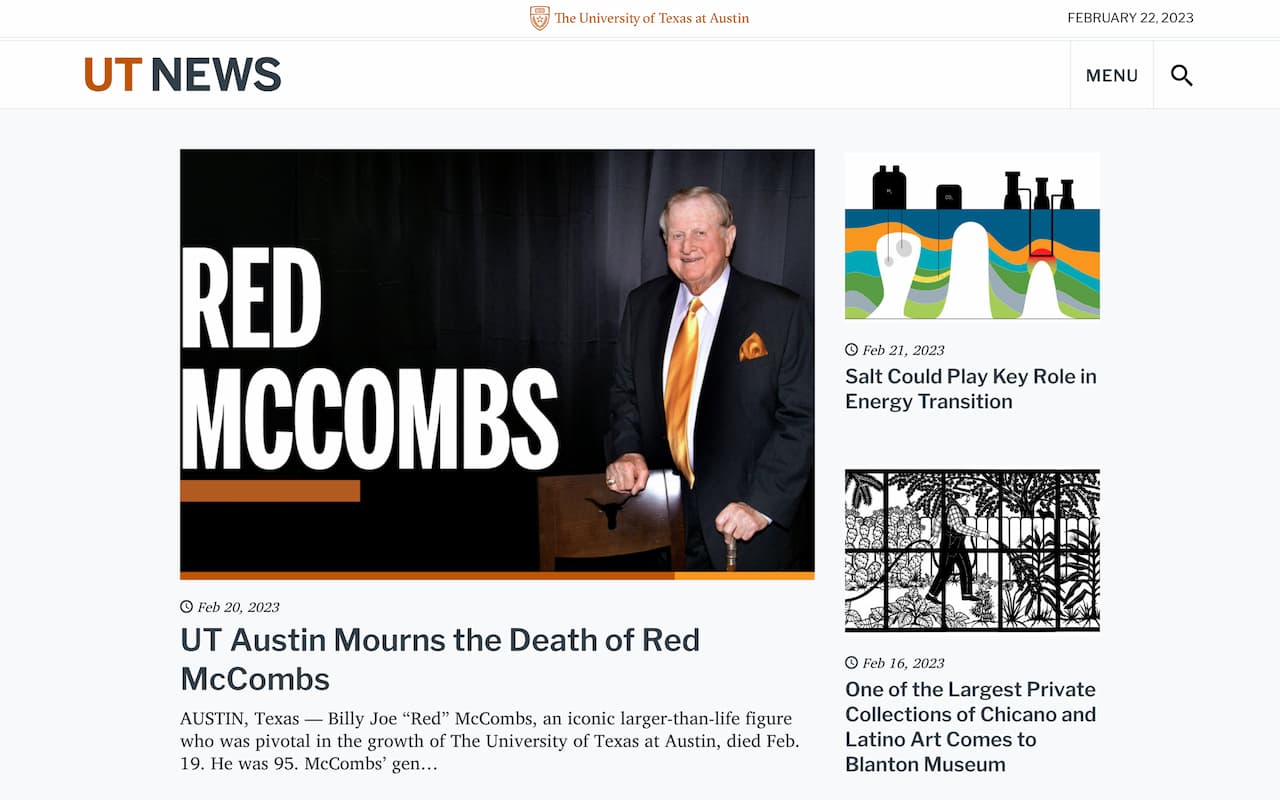 The University of Texas at Austin
FEBRUARY 22, 2023
UT NEWS
MENU
RED
MCCOMBS
Feb 20, 2023
UT Austin Mourns the Death of Red
McCombs
AUSTIN, Texas — Billy Joe “Red” McCombs, an iconic larger-than-life figure
who was pivotal in the growth of The University of Texas at Austin, died Feb.
19. He was 95. McCombs’ gen…
H₂
CO₂
Feb 21, 2023
Salt Could Play Key Role in
Energy Transition
Feb 16, 2023
One of the Largest Private
Collections of Chicano and
Latino Art Comes to
Blanton Museum